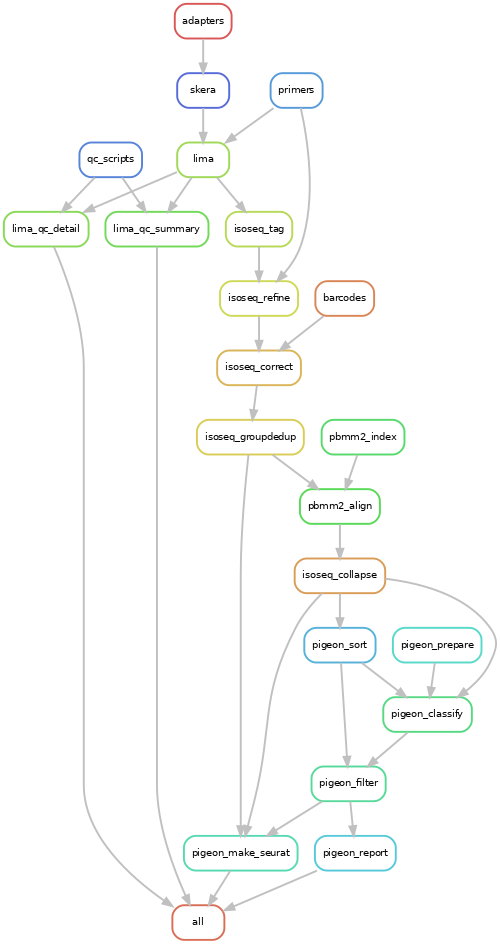 adapters
skera
primers
qc_scripts
lima
lima_qc_detail
lima_qc_summary
isoseq_tag
isoseq_refine
barcodes
isoseq_correct
isoseq_groupdedup
pbmm2_index
pbmm2_align
isoseq_collapse
pigeon_sort
pigeon_prepare
pigeon_classify
pigeon_filter
pigeon_make_seurat
pigeon_report
all